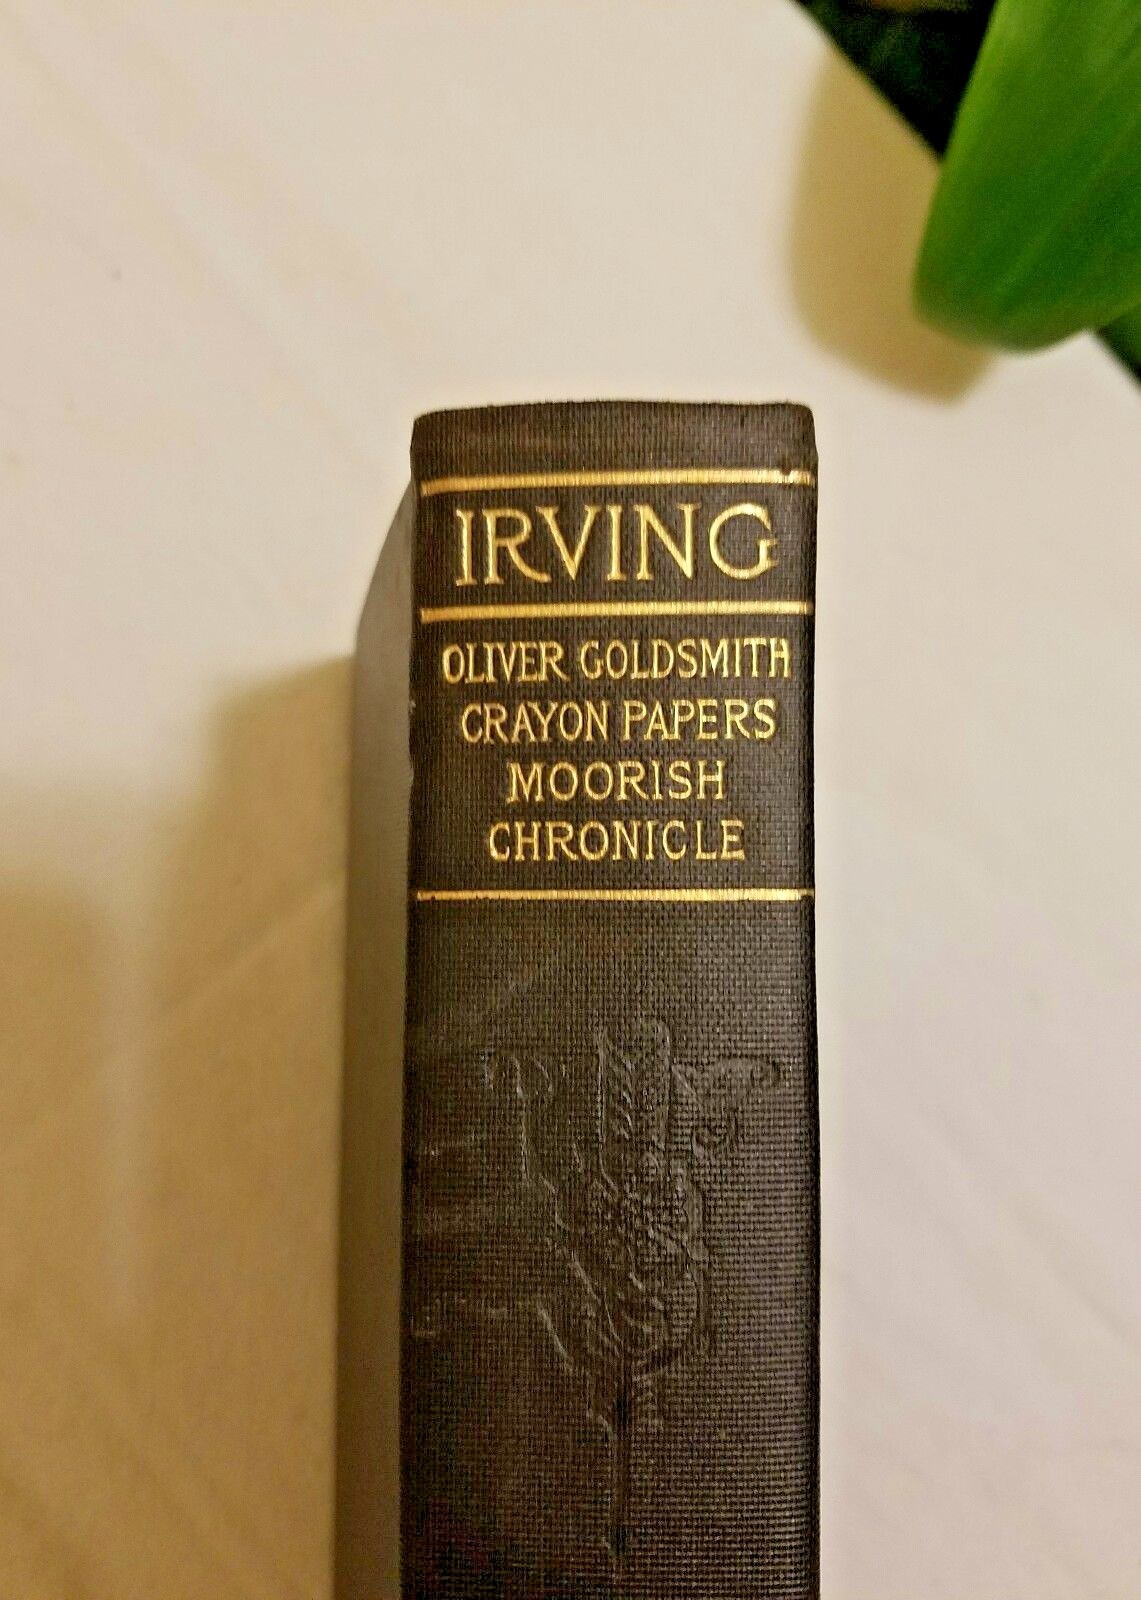 IRVING
OLIVER GOLDSMITH
CRAYON PAPERS
MOORISH
CHRONICLE